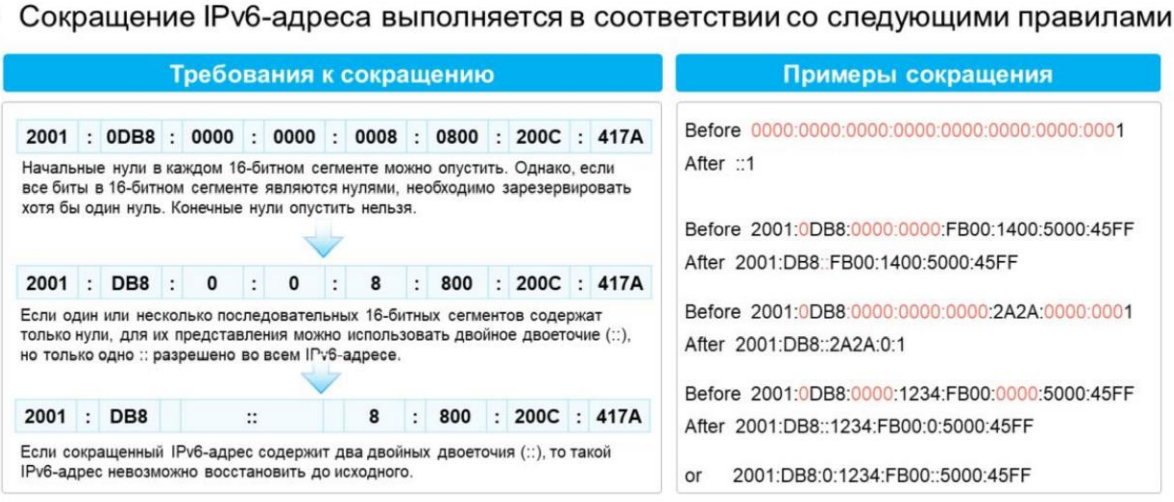 Сокращение IPv6-адреса выполняется в соответствии со следующими правилами
Требования к сокращению
2001 : 0DB8 : 0000 : 0000 : 0008 : 0800 : 200C : 417A
Начальные нули в каждом 16-битном сегменте можно опустить. Однако, если
все биты в 16-битном сегменте являются нулями, необходимо зарезервировать
хотя бы один нуль. Конечные нули опустить нельзя.
2001 : DB8 : 0 : 0 : 8 : 800 : 200C : 417A
Если один или несколько последовательных 16-битных сегментов содержат
только нули, для их представления можно использовать двойное двоеточие (::),
но только одно :: разрешено во всем IPv6-адресе.
2001 : DB8 :: 8 : 800 : 200C : 417A
Если сокращенный IPv6-адрес содержит два двойных двоеточия (::), то такой
IPv6-адрес невозможно восстановить до исходного.
Примеры сокращения
Before 0000:0000:0000:0000:0000:0000:0000:0001
After ::1
Before 2001:0DB8:0000:0000:FB00:1400:5000:45FF
After 2001:DB8::FB00:1400:5000:45FF
Before 2001:0DB8:0000:0000:0000:2A2A:0000:0001
After 2001:DB8::2A2A:0:1
Before 2001:0DB8:0000:1234:FB00:0000:5000:45FF
After 2001:DB8::1234:FB00:0:5000:45FF
or 2001:DB8:0:1234:FB00::5000:45FF